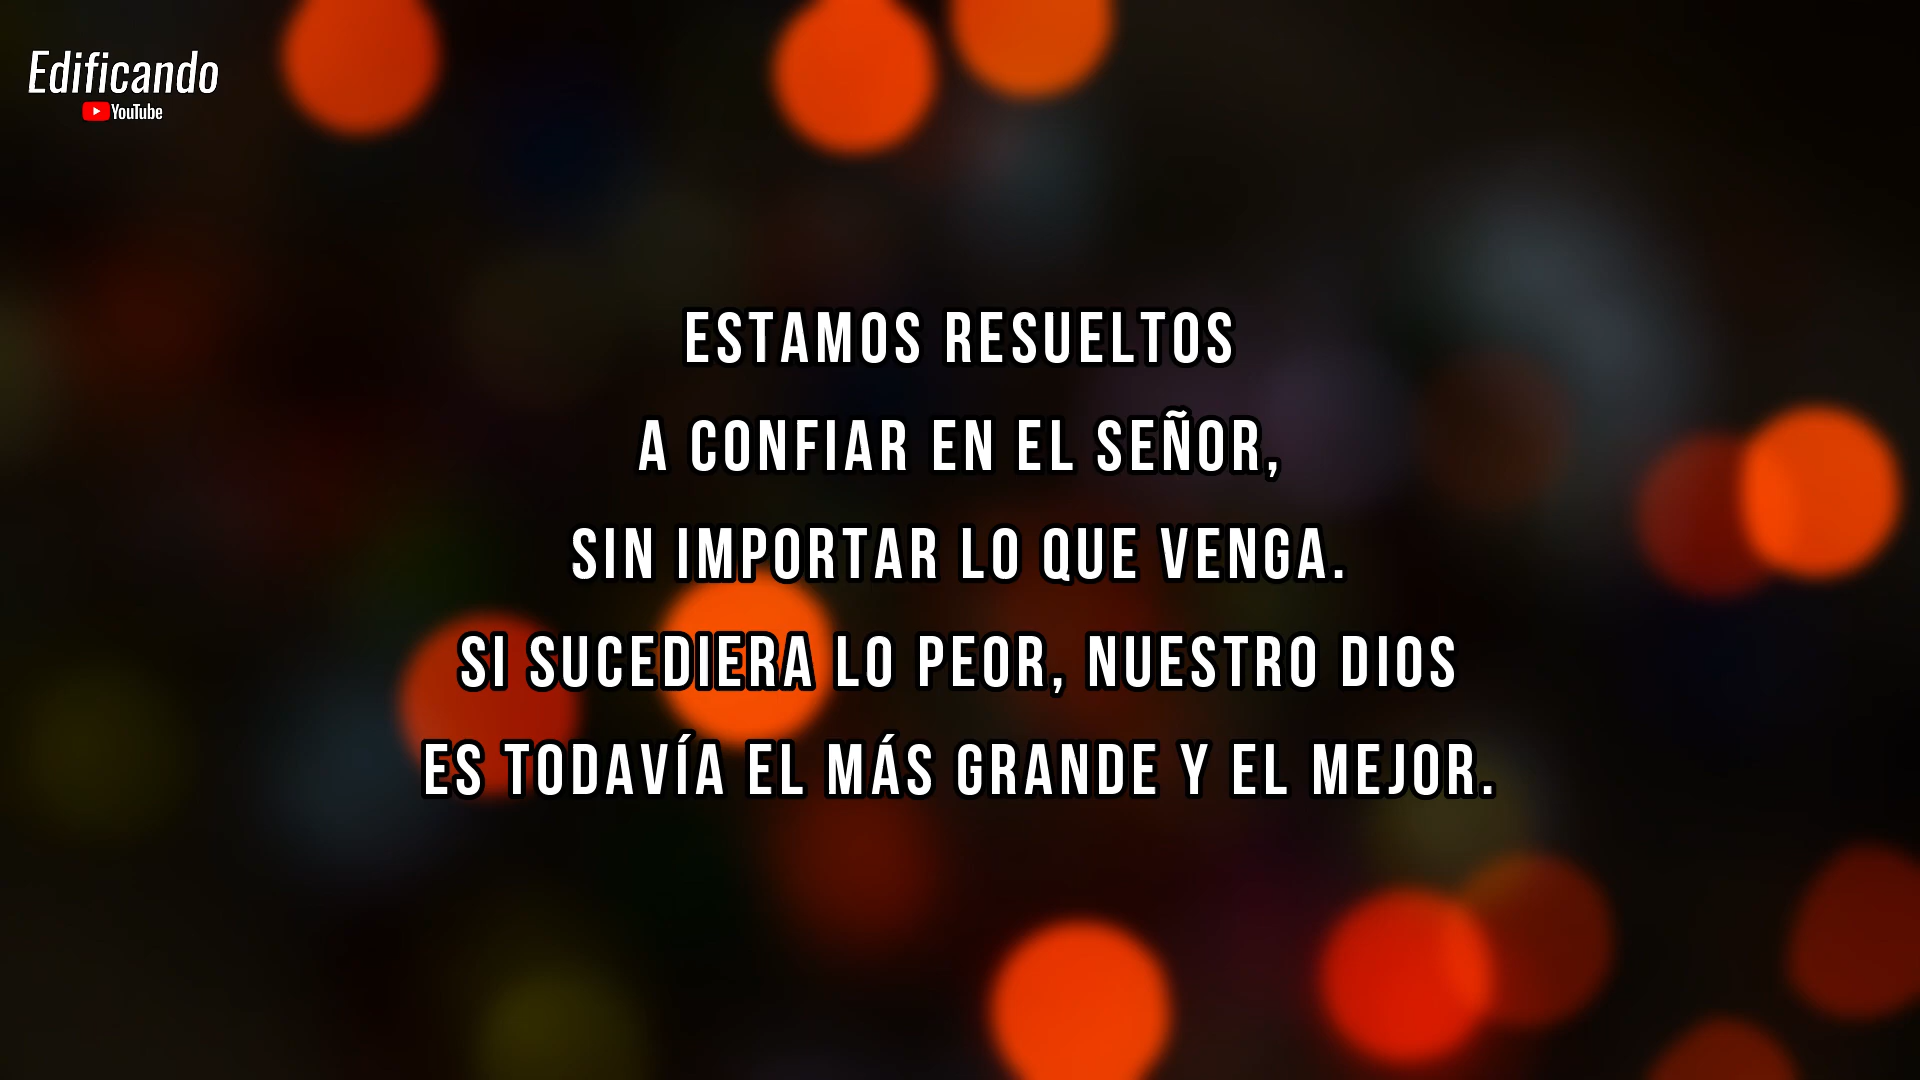 Edificando
YouTube
ESTAMOS RESUELTOS
A CONFIAR EN EL SEÑOR,
SIN IMPORTAR LO QUE VENGA.
SI SUCEDIERA LO PEOR, NUESTRO DIOS
ES TODAVÍA EL MÁS GRANDE Y EL MEJOR.